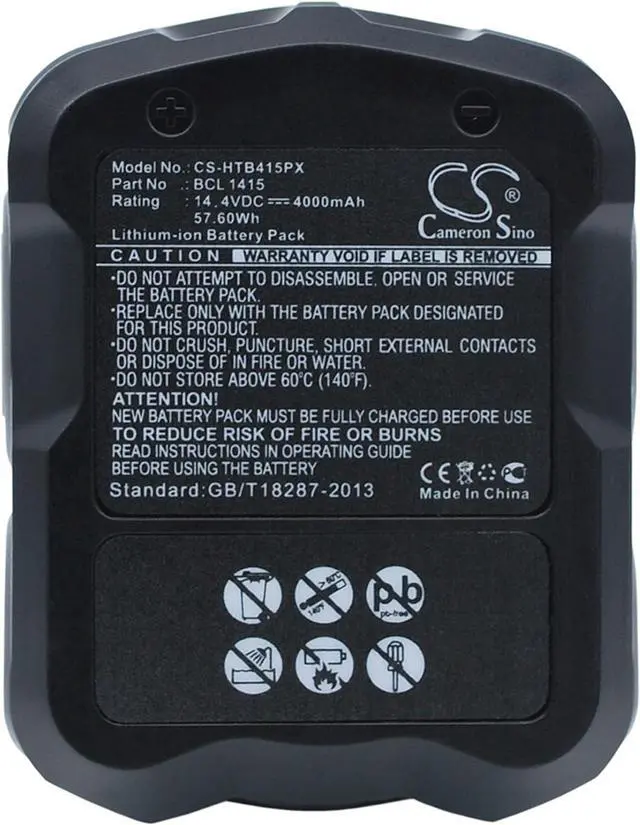 Model No.: CS-HTB415PX
Part No : BCL 1415
Rating : 14.4VDC 4000mAh
57.60Wh
Lithium-ion Battery Pack
CS®
Cameron Sino
CAUTION WARRANTY VOID IF LABEL IS REMOVED
•DO NOT ATTEMPT TO DISASSEMBLE, OPEN OR SERVICE
THE BATTERY PACK.
•REPLACE ONLY WITH THE BATTERY PACK DESIGNATED
FOR THIS PRODUCT.
•DO NOT CRUSH, PUNCTURE, SHORT EXTERNAL CONTACTS
OR DISPOSE OF IN FIRE OR WATER.
•DO NOT STORE ABOVE 60°C (140°F).
ATTENTION!
NEW BATTERY PACK MUST BE FULLY CHARGED BEFORE USE
TO REDUCE RISK OF FIRE OR BURNS
READ INSTRUCTIONS IN OPERATING GUIDE
BEFORE USING THE BATTERY
Standard:GB/T18287-2013
CE
Made In China
>60°C
140°F
pb
pb-free